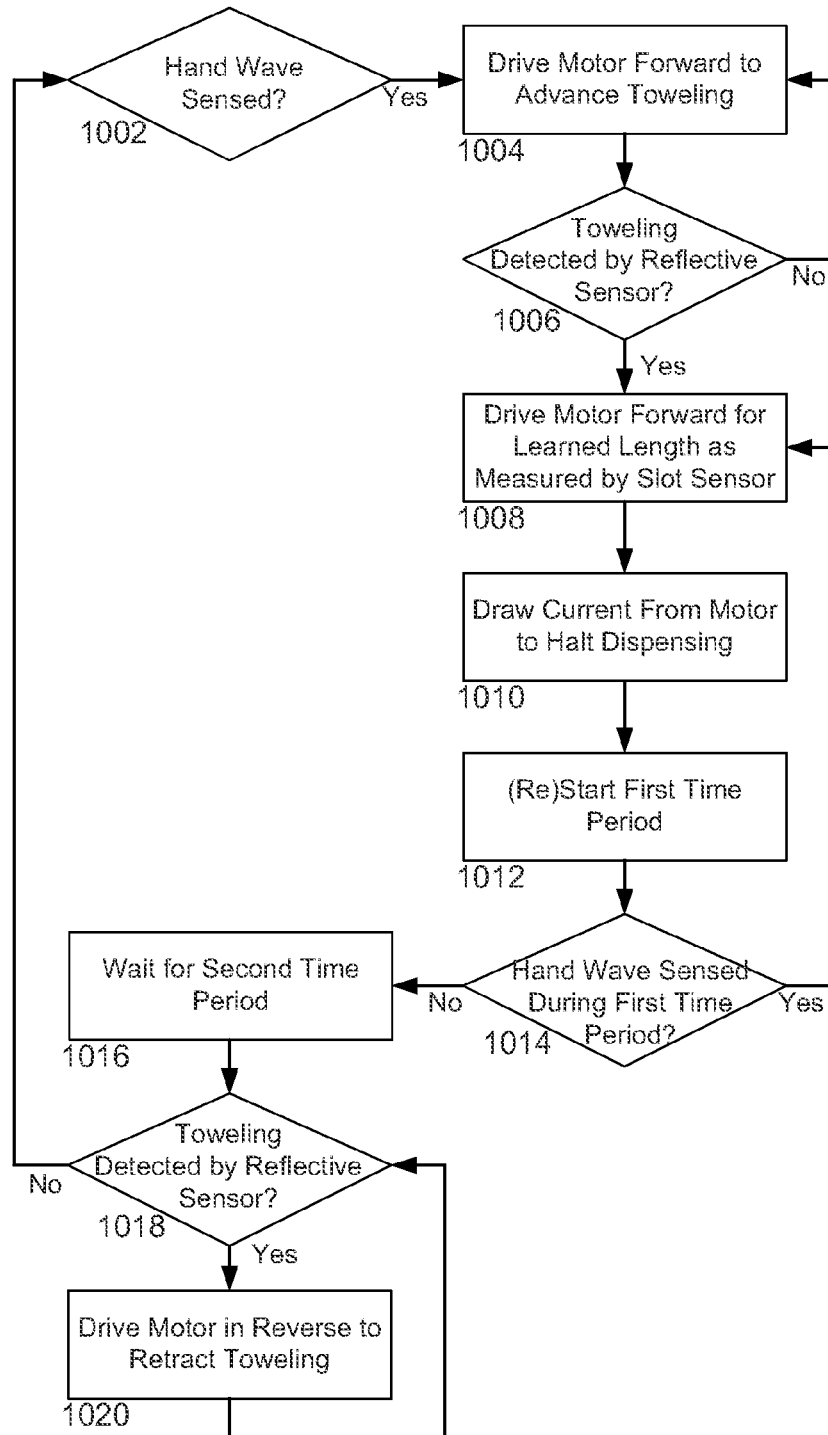 Hand Wave
Sensed?
Yes
1002
Drive Motor Forward to
Advance Toweling
1004
Toweling
Detected by Reflective
Sensor?
No
1006
Yes
Drive Motor Forward for
Learned Length as
Measured by Slot Sensor
1008
Draw Current From Motor
to Halt Dispensing
1010
(Re)Start First Time
Period
1012
Hand Wave Sensed
During First Time
Period?
No
Yes
1014
Wait for Second Time
Period
1016
Toweling
Detected by Reflective
Sensor?
No
1018
Yes
Drive Motor in Reverse to
Retract Toweling
1020